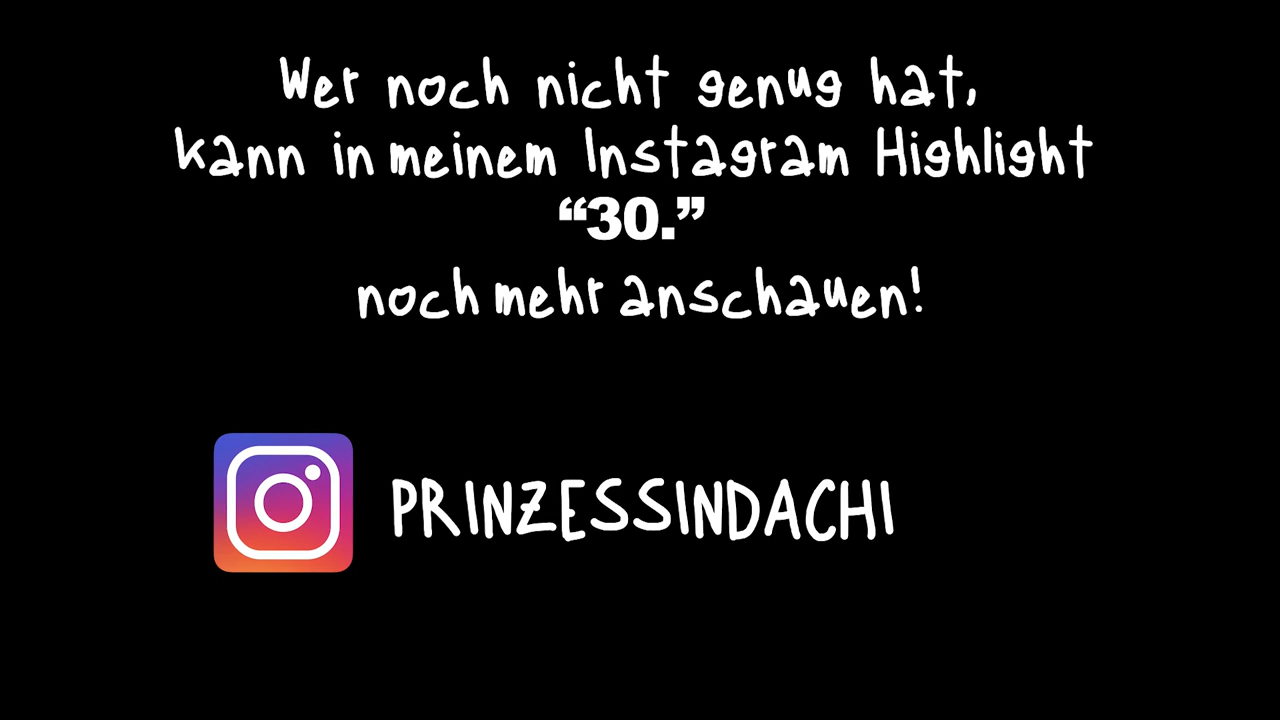 Wer noch nicht genug hat,
kann in meinem Instagram Highlight
“30.”
noch mehr anschauen!
PRINZESSINDACHI